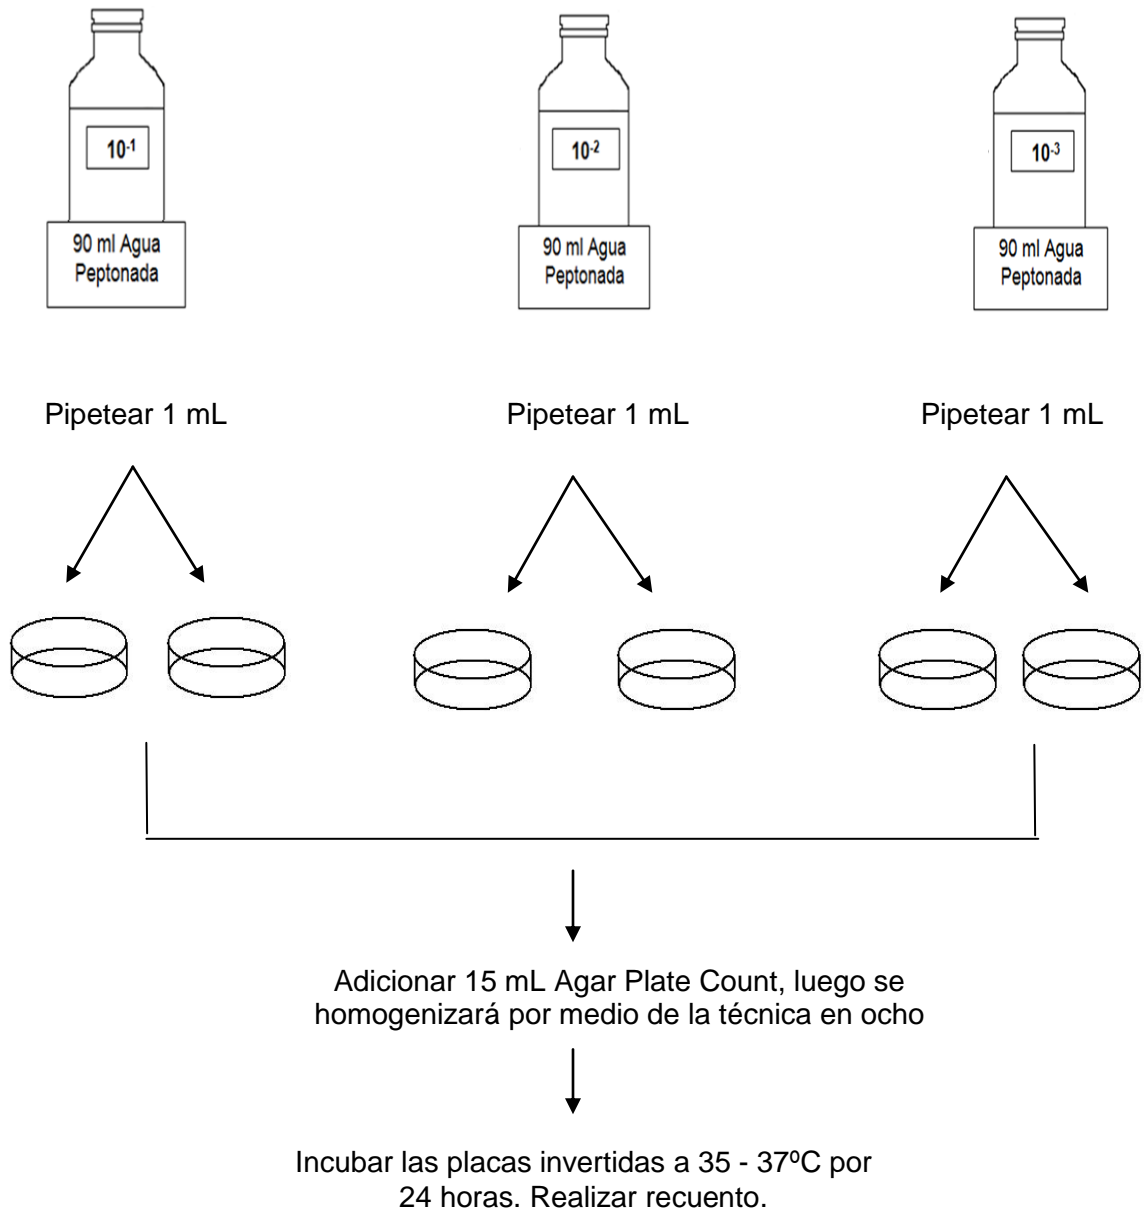 10-1
10-2
10-3
90 ml Agua
Peptonada
90 ml Agua
Peptonada
90 ml Agua
Peptonada
Pipetear 1 mL
Pipetear 1 mL
Pipetear 1 mL
Adicionar 15 mL Agar Plate Count, luego se
homogenizará por medio de la técnica en ocho
Incubar las placas invertidas a 35 - 37ºC por
24 horas. Realizar recuento.